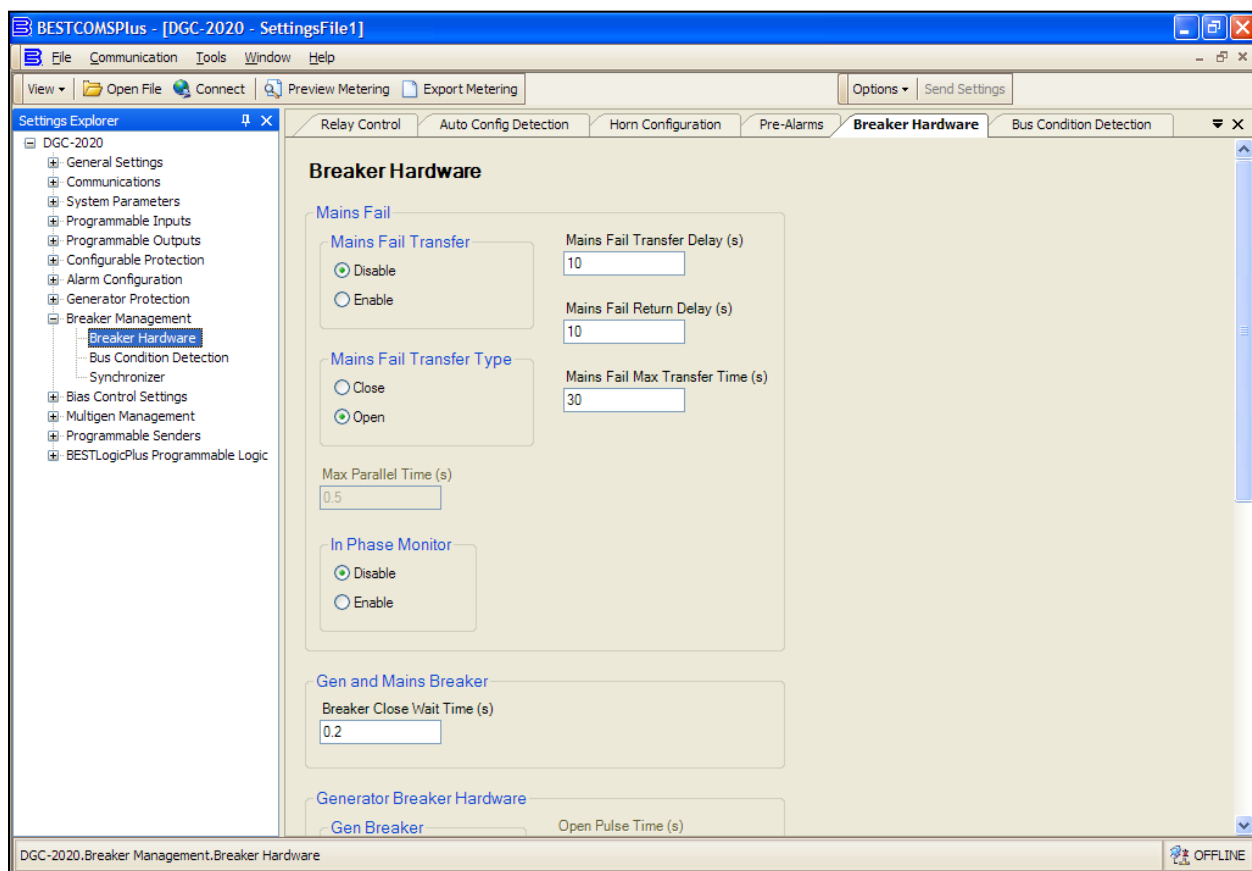 BESTCOMSPlus - [DGC-2020 - SettingsFile1]
File Communication Tools Window Help
View Open File Connect Preview Metering Export Metering Options Send Settings
Settings Explorer
DGC-2020
General Settings
Communications
System Parameters
Programmable Inputs
Programmable Outputs
Configurable Protection
Alarm Configuration
Generator Protection
Breaker Management
Breaker Hardware
Bus Condition Detection
Synchronizer
Bias Control Settings
Multigen Management
Programmable Senders
BESTLogicPlus Programmable Logic
Relay Control Auto Config Detection Horn Configuration Pre-Alarms Breaker Hardware Bus Condition Detection
Breaker Hardware
Mains Fail
Mains Fail Transfer
Disable
Enable
Mains Fail Transfer Delay (s)
10
Mains Fail Return Delay (s)
10
Mains Fail Transfer Type
Close
Open
Mains Fail Max Transfer Time (s)
30
Max Parallel Time (s)
0.5
In Phase Monitor
Disable
Enable
Gen and Mains Breaker
Breaker Close Wait Time (s)
0.2
Generator Breaker Hardware
Gen Breaker
Open Pulse Time (s)
DGC-2020.Breaker Management.Breaker Hardware
OFFLINE